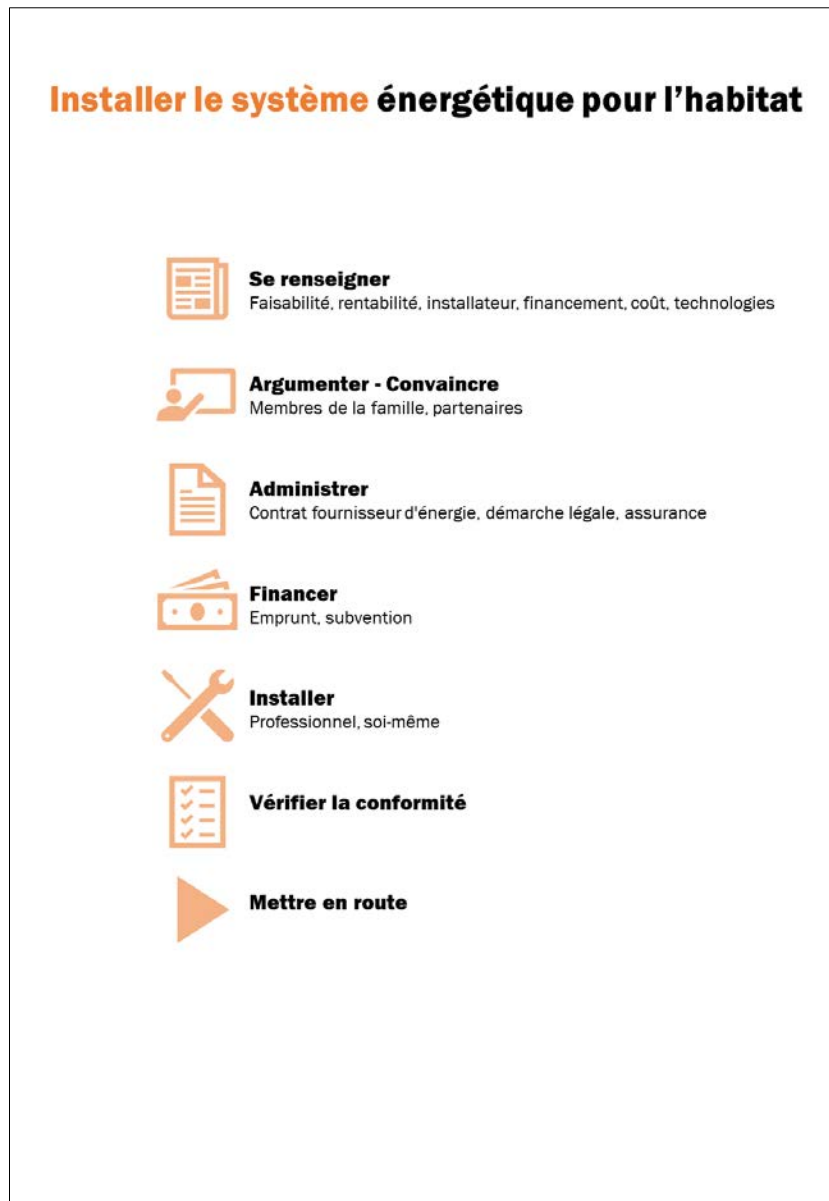 Installer le système énergétique pour l'habitat
Se renseigner
Faisabilité, rentabilité, installateur, financement, coût, technologies
Argumenter - Convaincre
Membres de la famille, partenaires
Administrer
Contrat fournisseur d'énergie, démarche légale, assurance
Financer
Emprunt, subvention
Installer
Professionnel, soi-même
Vérifier la conformité
Mettre en route